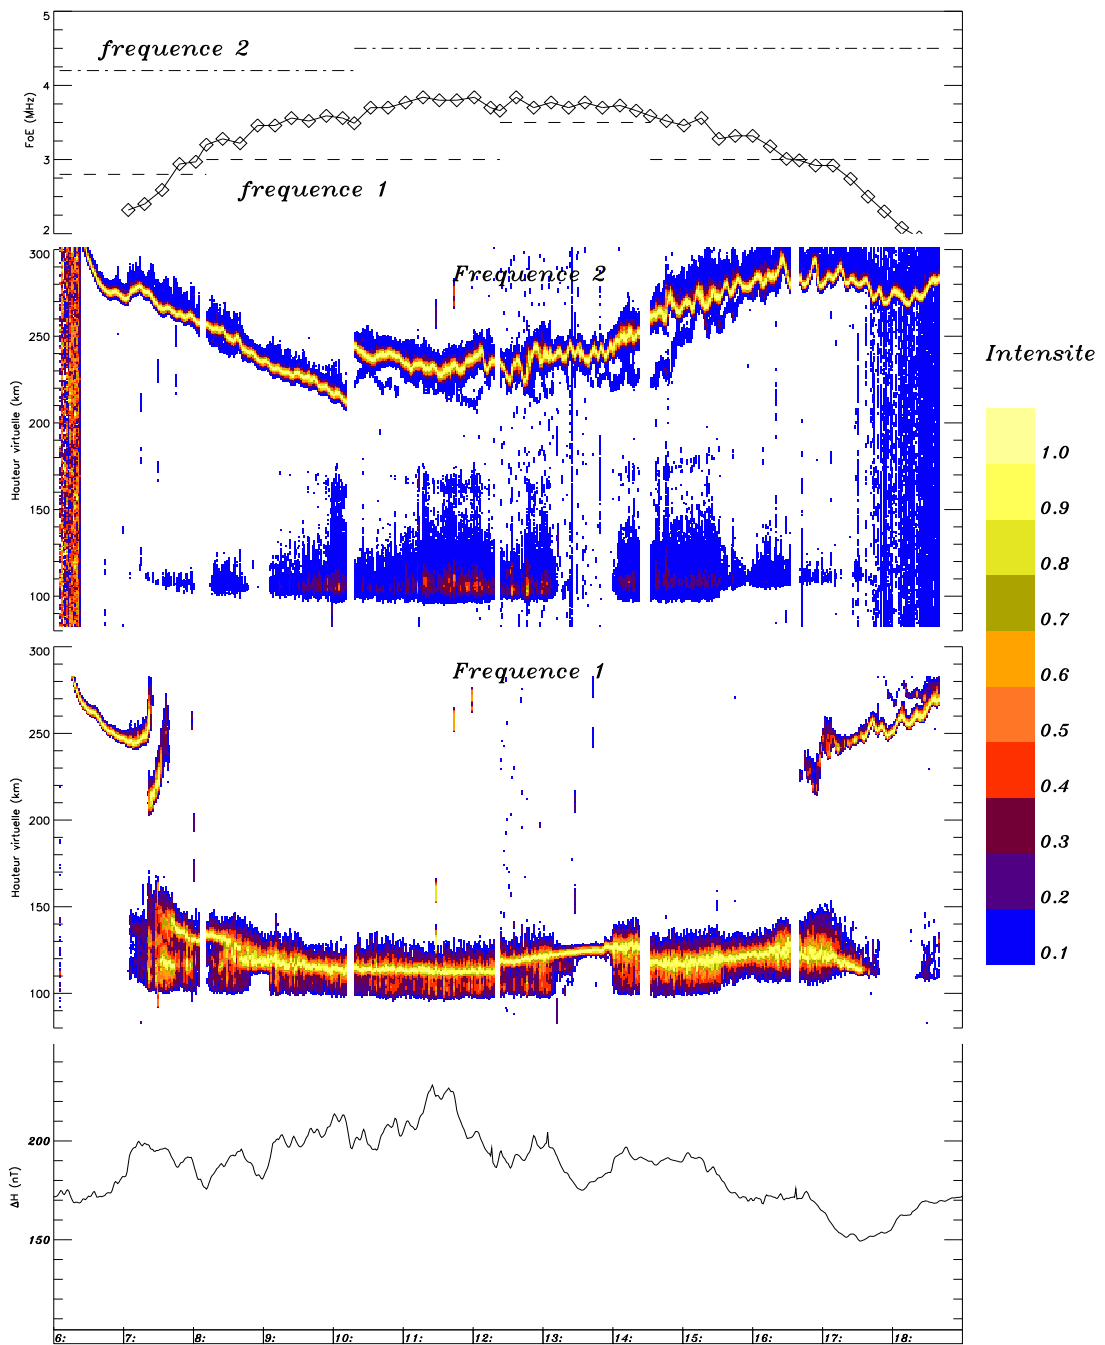 5
frequence 2
4
FoE (MHz)
3
frequence 1
2
300
Frequence 2
250
200
Hauteur virtuelle (km)
150
100
Intensite
1.0
0.9
0.8
0.7
0.6
0.5
0.4
0.3
0.2
0.1
300
Frequence 1
250
200
Hauteur virtuelle (km)
150
100
200
ΔH (nT)
150
6: 7: 8: 9: 10: 11: 12: 13: 14: 15: 16: 17: 18: